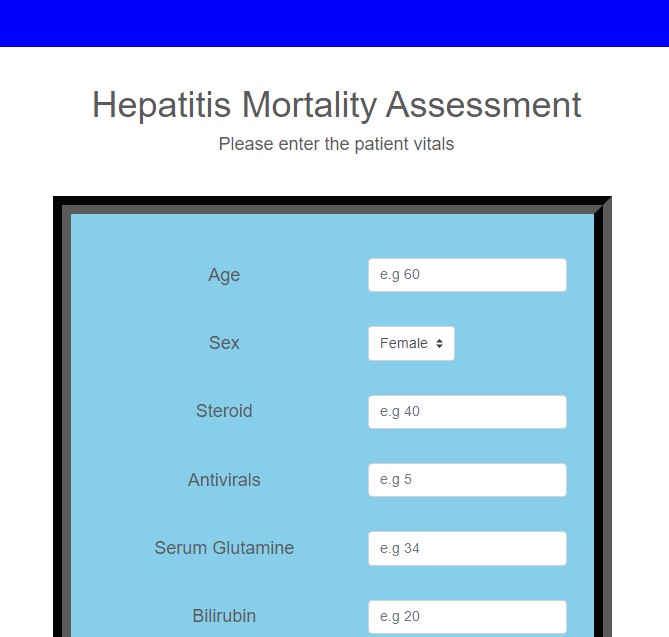 Hepatitis Mortality Assessment
Please enter the patient vitals
Age e.g 60
Sex Female
Steroid e.g 40
Antivirals e.g 5
Serum Glutamine e.g 34
Bilirubin e.g 20